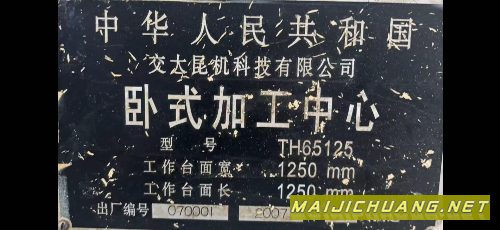 中华人民共和国
交大昆机科技有限公司
卧式加工中心
型 号 TH65125
工作台面宽 1250 mm
工作台面长 1250 mm
出厂编号 070001 2007
MAIJICHUANG.NET